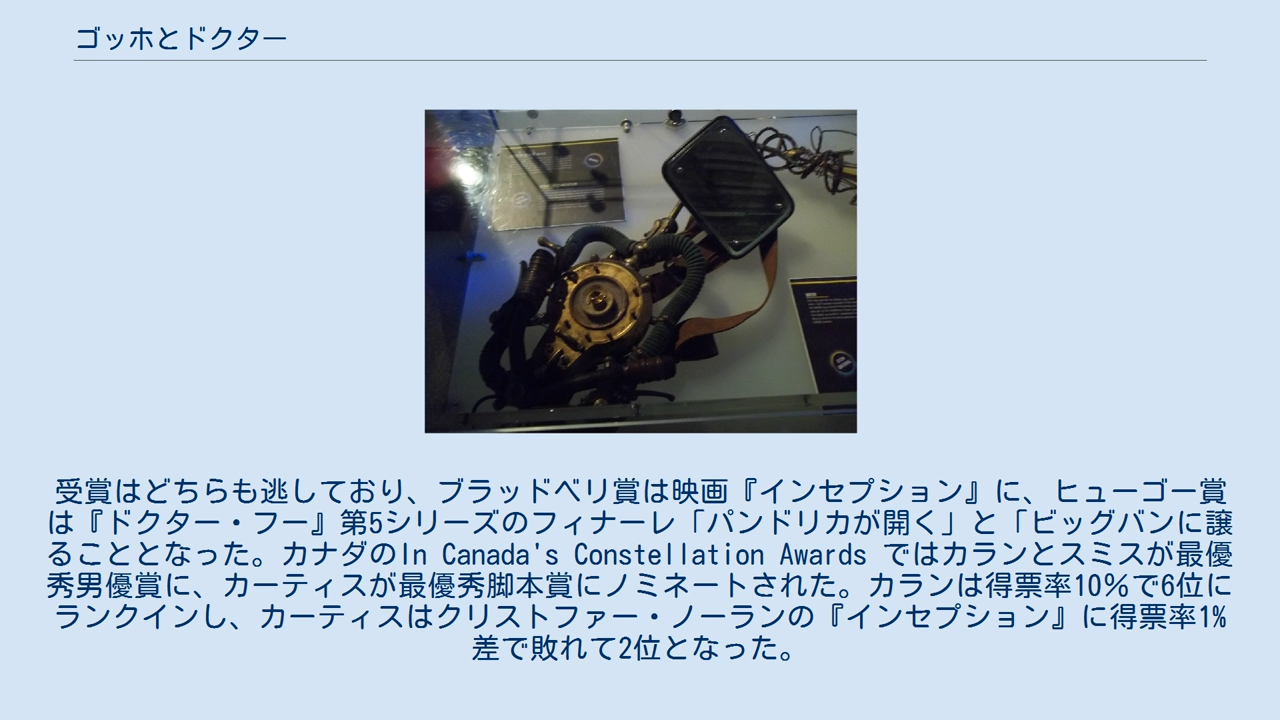 ゴッホとドクター
受賞はどちらも逃しており、ブラッドベリ賞は映画『インセプション』に、ヒューゴー賞
は『ドクター・フー』第5シリーズのフィナーレ「パンドリカが開く」と「ビッグバンに譲
ることとなった。カナダのIn Canada's Constellation Awards ではカランとスミスが最優
秀男優賞に、カーティスが最優秀脚本賞にノミネートされた。カランは得票率10%で6位に
ランクインし、カーティスはクリストファー・ノーランの『インセプション』に得票率1%
差で敗れて2位となった。